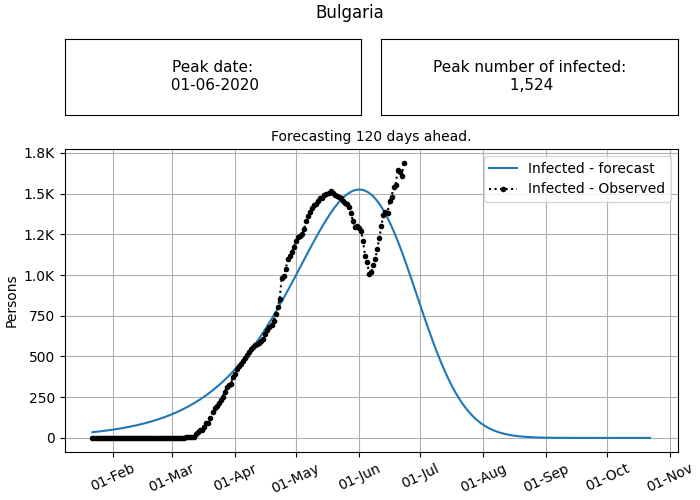 Bulgaria
Peak date:
01-06-2020
Peak number of infected:
1,524
Forecasting 120 days ahead.
Infected - forecast
Infected - Observed
Persons
1.8K
1.5K
1.2K
1.0K
750
500
250
0
01-Feb
01-Mar
01-Apr
01-May
01-Jun
01-Jul
01-Aug
01-Sep
01-Oct
01-Nov